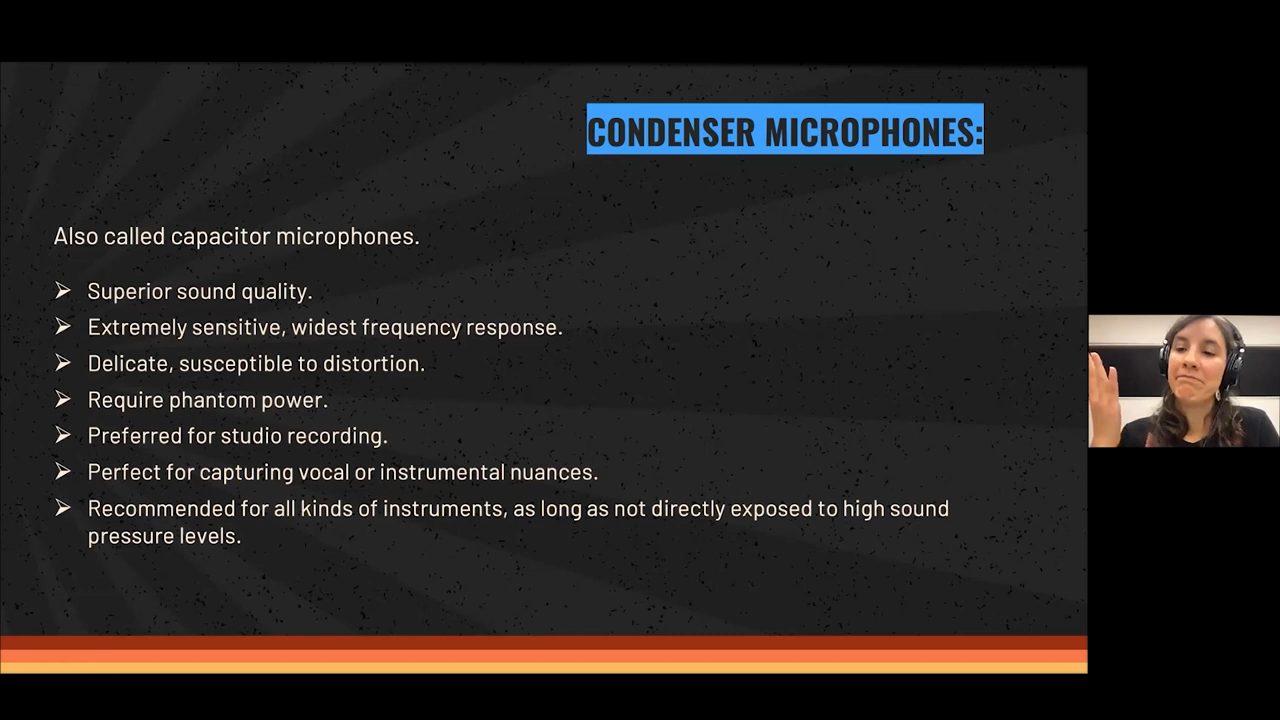 CONDENSER MICROPHONES:
Also called capacitor microphones.
➢ Superior sound quality.
➢ Extremely sensitive, widest frequency response.
➢ Delicate, susceptible to distortion.
➢ Require phantom power.
➢ Preferred for studio recording.
➢ Perfect for capturing vocal or instrumental nuances.
➢ Recommended for all kinds of instruments, as long as not directly exposed to high sound
pressure levels.